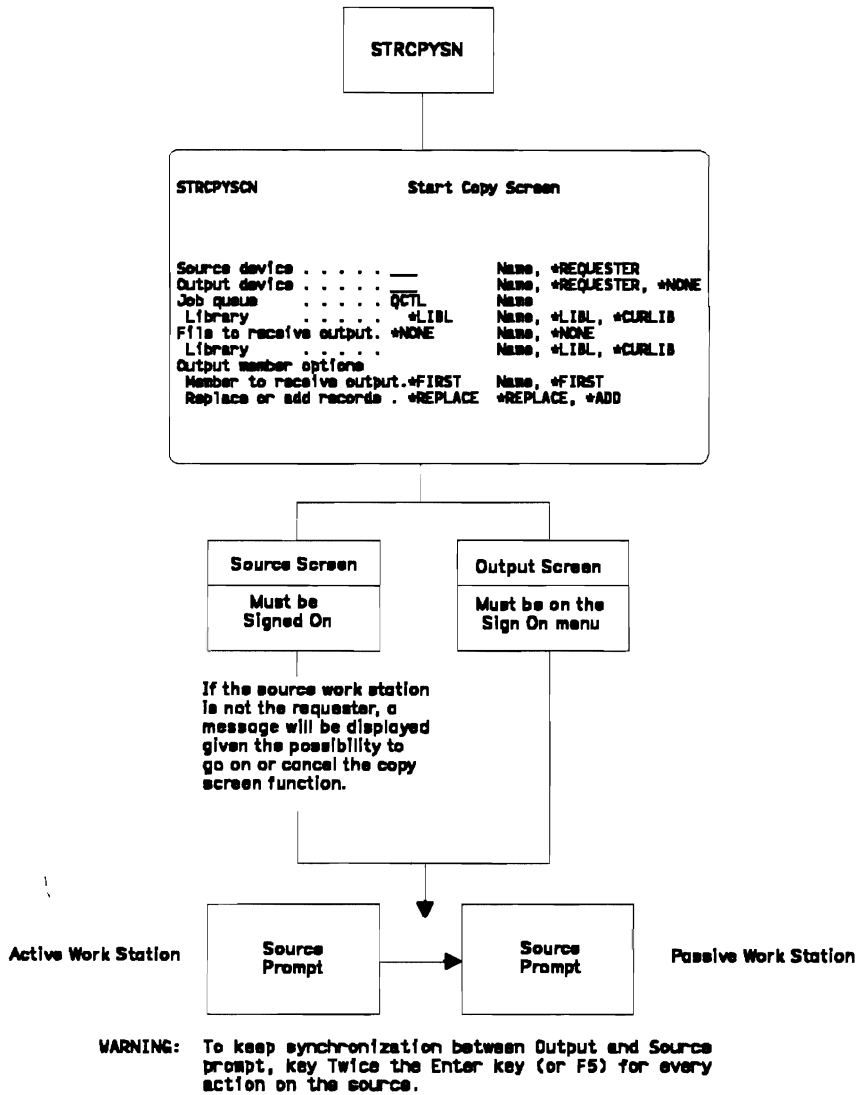 STRCPYSN
STRCPYSCN Start Copy Screen
Source device . . . . . ___ Name, *REQUESTER
Output device . . . . . ___ Name, *REQUESTER, *NONE
Job queue . . . . . QCTL Name
Library . . . . . *LIBL Name, *LIBL, *CURLIB
File to receive output. *NONE Name, *NONE
Library . . . . . Name, *LIBL, *CURLIB
Output member options
Member to receive output.*FIRST Name, *FIRST
Replace or add records . *REPLACE *REPLACE, *ADD
Source Screen
Must be
Signed On
Output Screen
Must be on the
Sign On menu
If the source work station
is not the requester, a
message will be displayed
given the possibility to
go on or cancel the copy
screen function.
Active Work Station
Source
Prompt
Source
Prompt
Passive Work Station
WARNING: To keep synchronization between Output and Source
prompt, key Twice the Enter key (or F5) for every
action on the source.